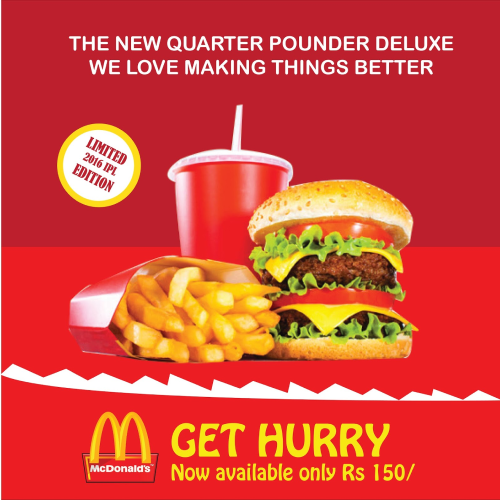 THE NEW QUARTER POUNDER DELUXE
WE LOVE MAKING THINGS BETTER
LIMITED
2016 IPL
EDITION
McDonald's
GET HURRY
Now available only Rs 150/